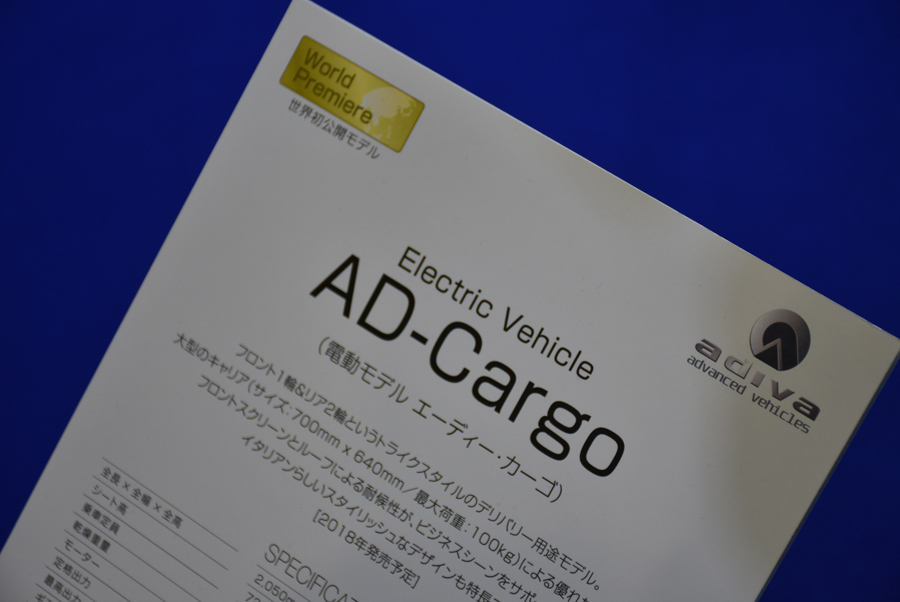 World
Premiere
世界初公開モデル
adiva
advanced vehicles
Electric Vehicle
AD-Cargo
(電動モデル エーディー・カーゴ)
フロント1輪&リア2輪というトライクスタイルのデリバリー用途モデル。
大型のキャリア(サイズ:700mm x 640mm/最大荷重:100kg)による優れた
フロントスクリーンとルーフによる耐候性が、ビジネスシーンをサポ
イタリアンらしいスタイリッシュなデザインも特長
[2018年発売予定]
SPECIFICA
全長×全幅×全高
2,050m
シート高
乗車定員
乾燥重量
モーター
定格出力
最高出力